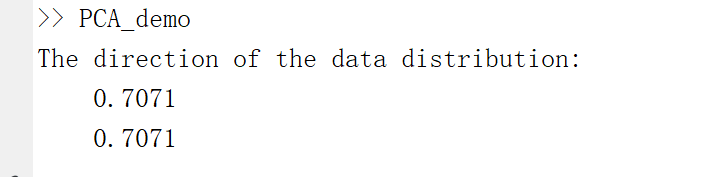 >> PCA_demo
The direction of the data distribution:
0.7071
0.7071